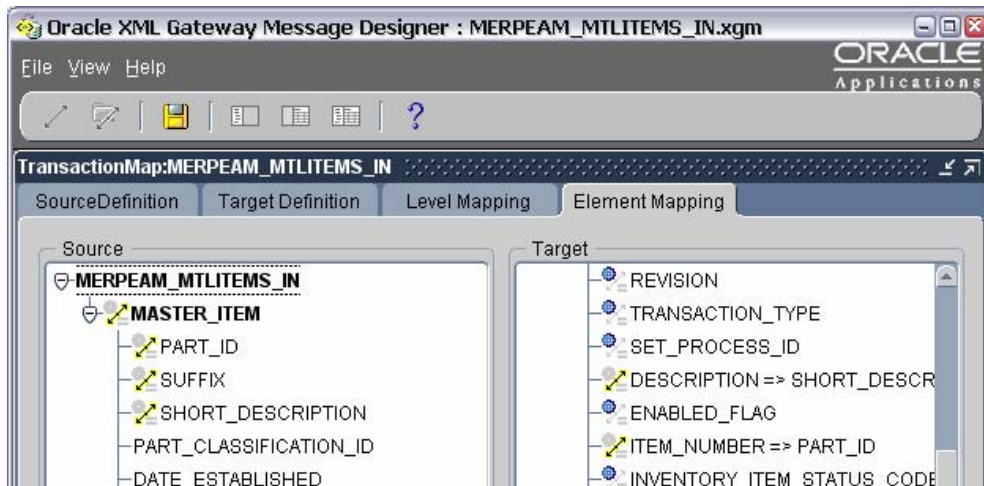 Oracle XML Gateway Message Designer : MERPEAM_MTLITEMS_IN.xgm
File View Help
ORACLE
Applications
?
TransactionMap:MERPEAM_MTLITEMS_IN
SourceDefinition Target Definition Level Mapping Element Mapping
Source
MERPEAM_MTLITEMS_IN
MASTER_ITEM
PART_ID
SUFFIX
SHORT_DESCRIPTION
PART_CLASSIFICATION_ID
DATE_ESTABLISHED
Target
REVISION
TRANSACTION_TYPE
SET_PROCESS_ID
DESCRIPTION => SHORT_DESCR
ENABLED_FLAG
ITEM_NUMBER => PART_ID
INVENTORY_ITEM_STATUS_CODE